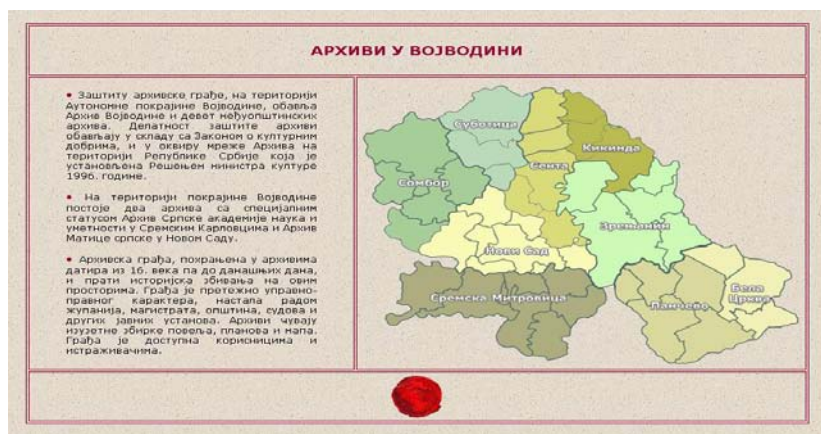 АРХИВИ У ВОЈВОДИНИ
• Заштиту архивске грађе, на територији
Аутономне покрајине Војводине, обавља
Архив Војводине и девет међуопштинских
архива. Делатност заштите архиви
обављају у складу са Законом о културним
добрима, и у оквиру мреже Архива на
територији Републике Србије која је
установљена Решењем министра културе
1996. године.
• На територији покрајине Војводине
постоје два архива са специјалним
статусом Архив Српске академије наука и
уметности у Сремским Карловцима и Архив
Матице српске у Новом Саду.
• Архивска грађа, похрањена у архивима
датира из 16. века па до данашњих дана,
и прати историјска збивања на овим
просторима. Грађа је претежно управно-
правног карактера, настала радом
жупанија, магистрата, општина, судова и
других јавних установа. Архиви чувају
изузетне збирке повеља, планова и мапа.
Грађа је доступна корисницима и
истраживачима.
Суботица
Кикинда
Сента
Сомбор
Зрењанин
Нови Сад
Бела
Црква
Сремска Митровица
Панчево